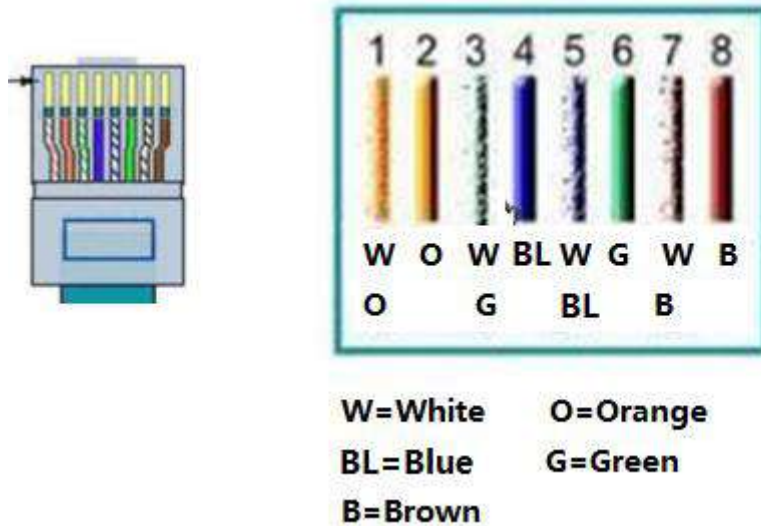 1 2 3 4 5 6 7 8
W O W BL W G W B
O G BL B
W=White O=Orange
BL=Blue G=Green
B=Brown